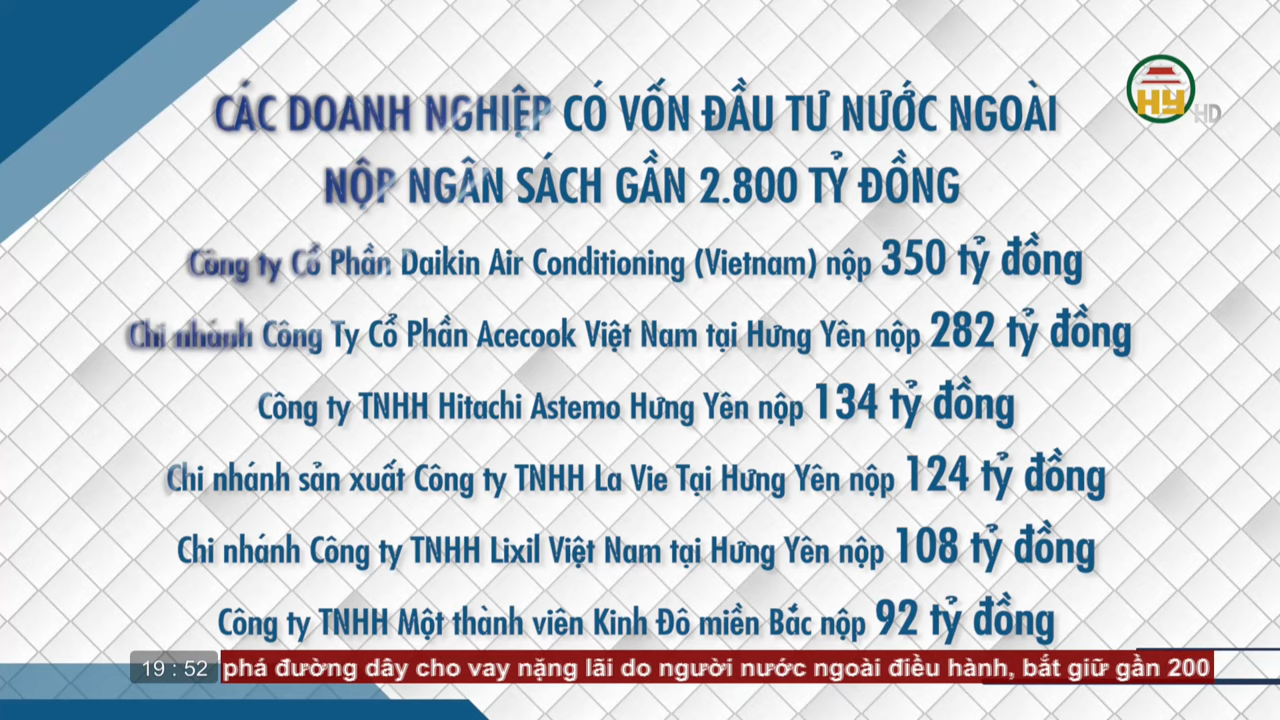 HY HD
CÁC DOANH NGHIỆP CÓ VỐN ĐẦU TƯ NƯỚC NGOÀI
NỘP NGÂN SÁCH GẦN 2.800 TỶ ĐỒNG
Công ty Cổ Phần Daikin Air Conditioning (Vietnam) nộp 350 tỷ đồng
Chi nhánh Công Ty Cổ Phần Acecook Việt Nam tại Hưng Yên nộp 282 tỷ đồng
Công ty TNHH Hitachi Astemo Hưng Yên nộp 134 tỷ đồng
Chi nhánh sản xuất Công ty TNHH La Vie Tại Hưng Yên nộp 124 tỷ đồng
Chi nhánh Công ty TNHH Lixil Việt Nam tại Hưng Yên nộp 108 tỷ đồng
Công ty TNHH Một thành viên Kinh Đô miền Bắc nộp 92 tỷ đồng
19 : 52 phá đường dây cho vay nặng lãi do người nước ngoài điều hành, bắt giữ gần 200